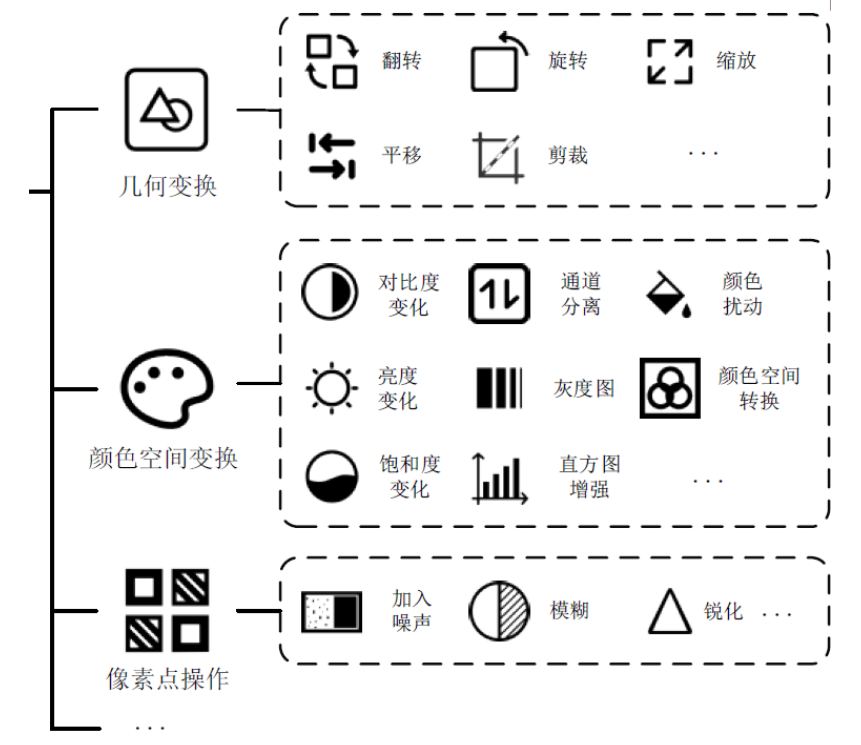 翻转 旋转 缩放
平移 剪裁 ···
几何变换
对比度 通道 颜色
变化 分离 扰动
亮度 灰度图 颜色空间
变化 转换
颜色空间变换
饱和度 直方图
变化 增强 ···
加入 模糊 锐化 ···
噪声
像素点操作
···